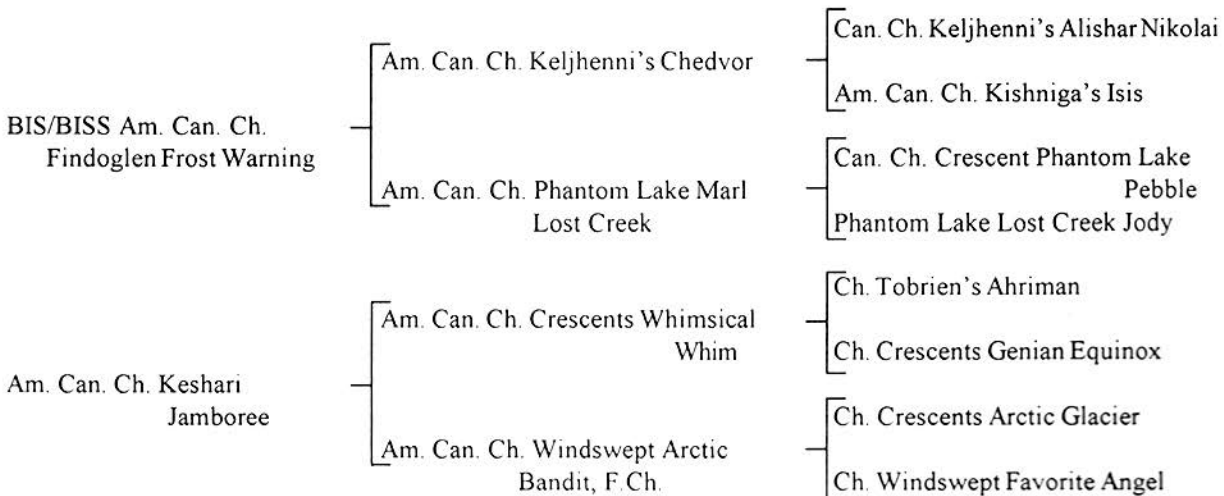 BIS/BISS Am. Can. Ch.
Findoglen Frost Warning
Am. Can. Ch. Keljhenni's Chedvor
Can. Ch. Keljhenni's Alishar Nikolai
Am. Can. Ch. Kishniga's Isis
Am. Can. Ch. Phantom Lake Marl
Lost Creek
Can. Ch. Crescent Phantom Lake
Pebble
Phantom Lake Lost Creek Jody
Am. Can. Ch. Keshari
Jamboree
Am. Can. Ch. Crescents Whimsical
Whim
Ch. Tobrien's Ahriman
Ch. Crescents Genian Equinox
Am. Can. Ch. Windswept Arctic
Bandit, F.Ch.
Ch. Crescents Arctic Glacier
Ch. Windswept Favorite Angel